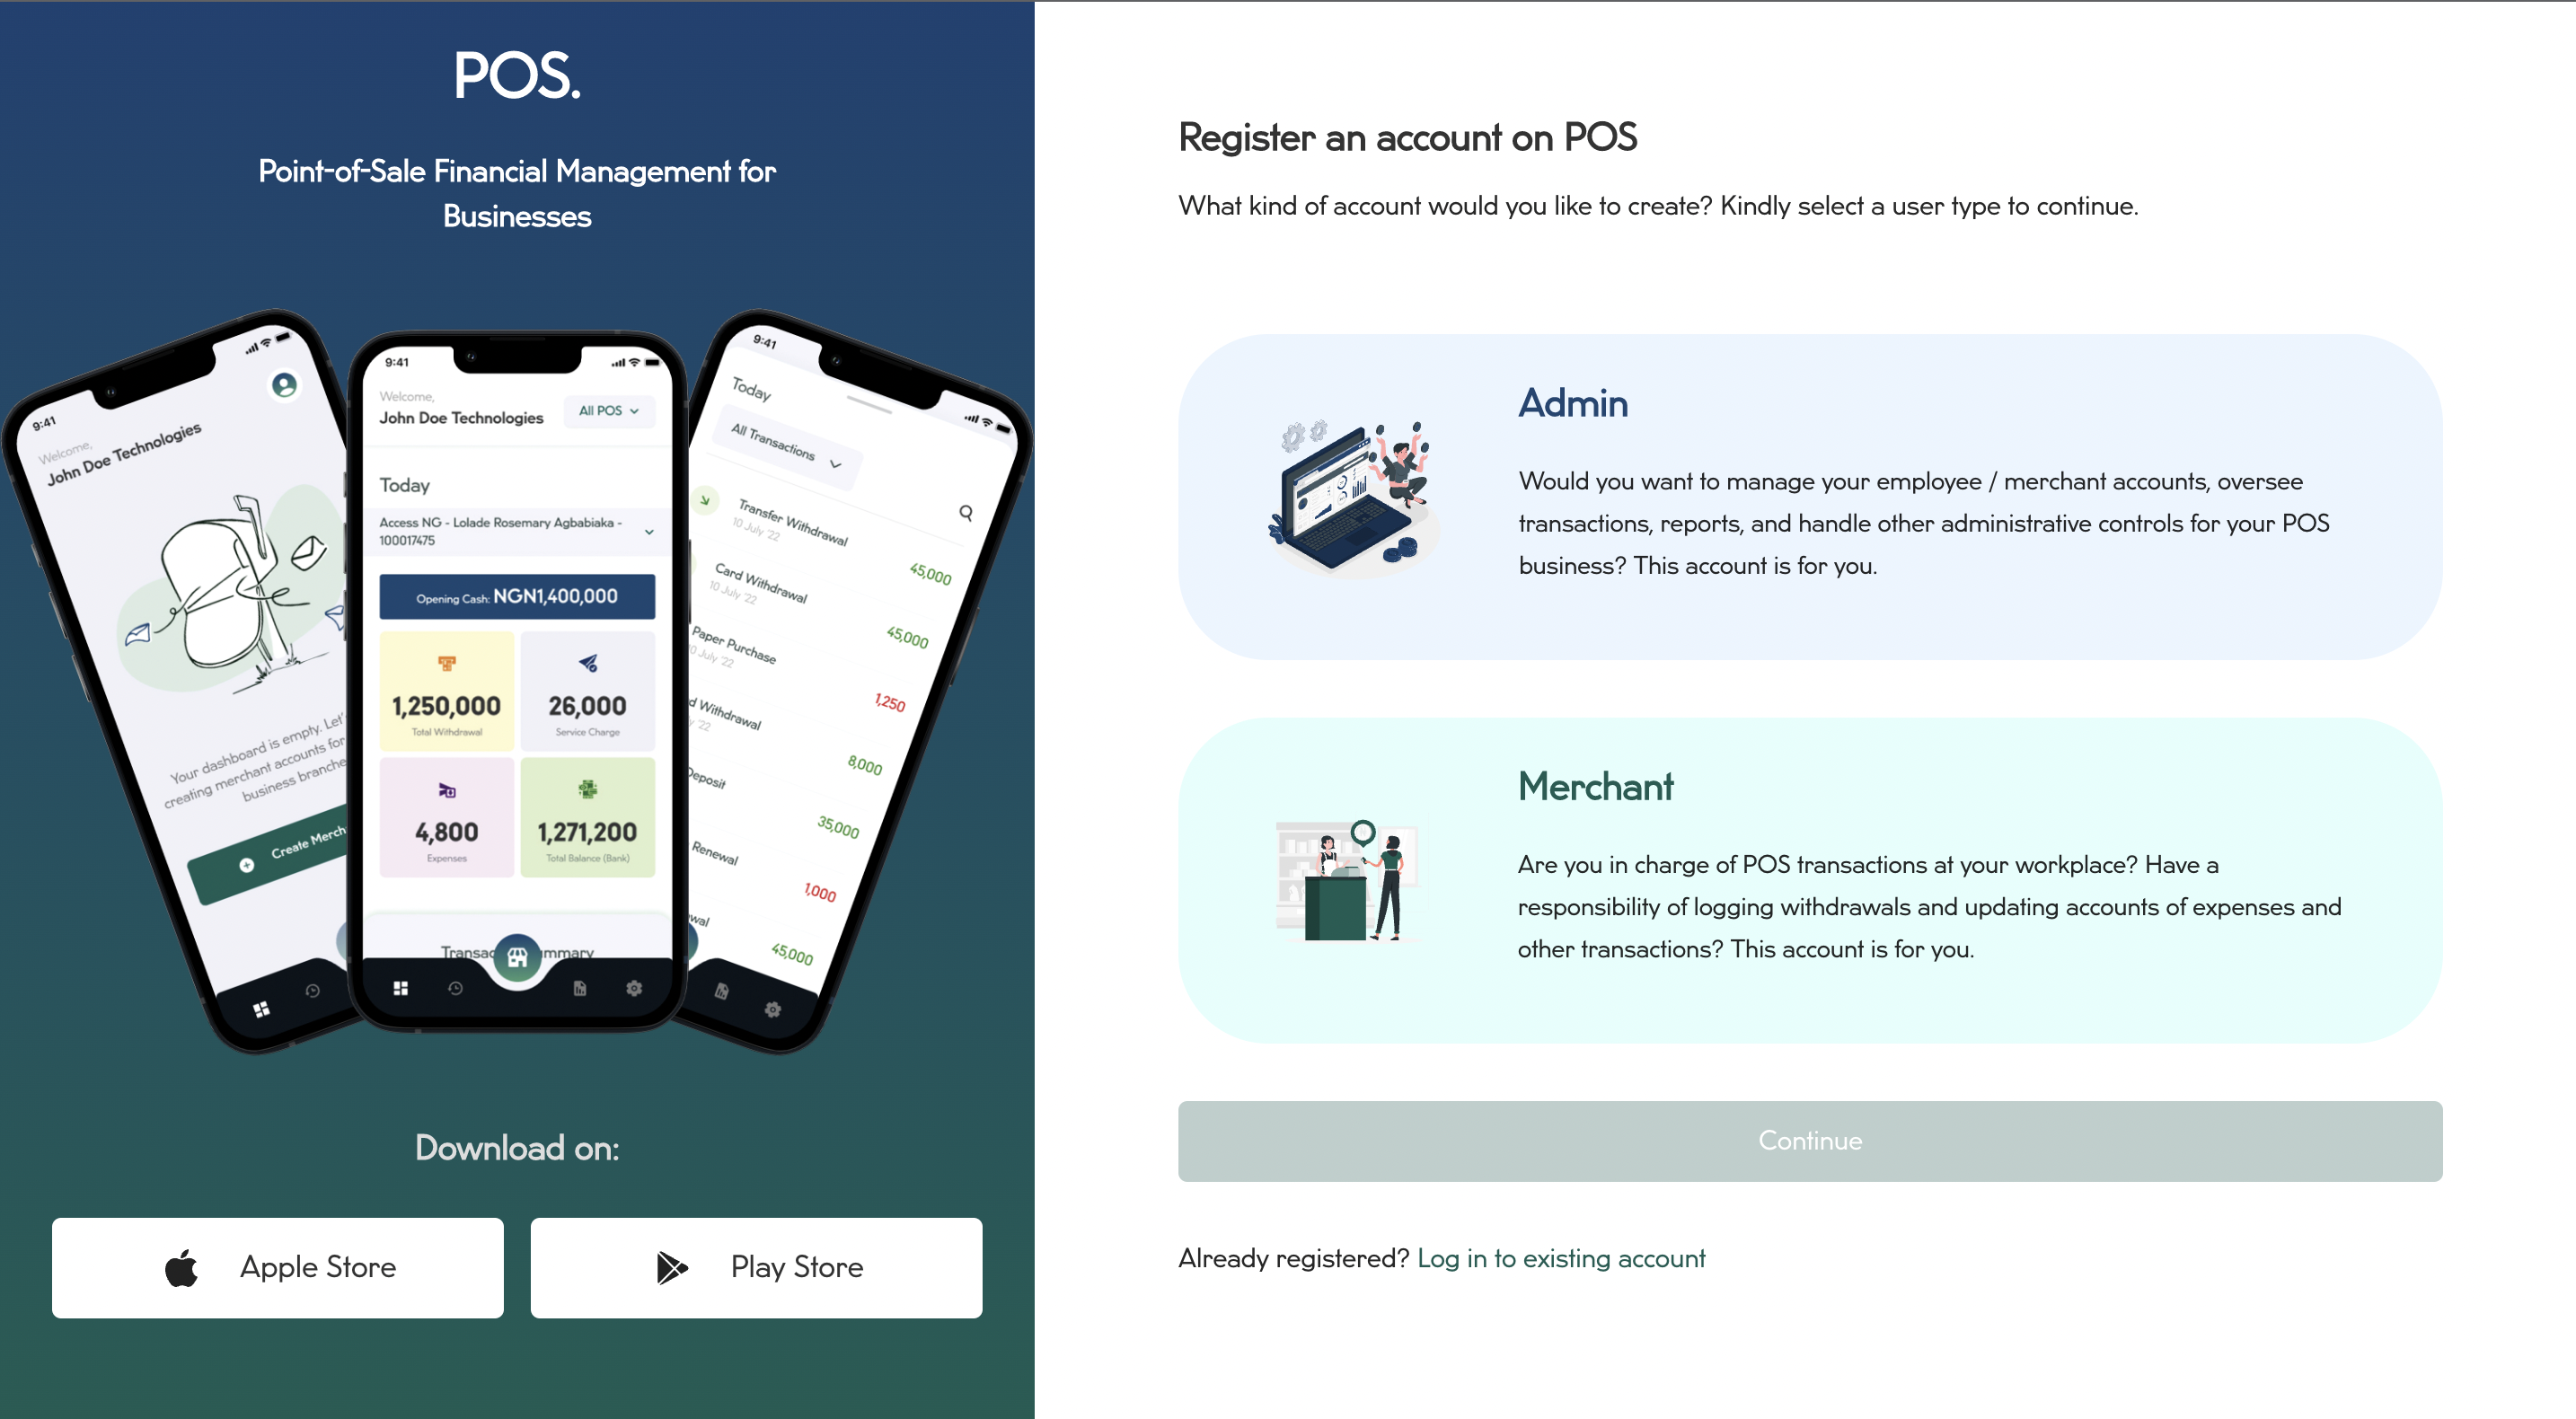 POS.
Point-of-Sale Financial Management for
Businesses
9:41
Welcome,
John Doe Technologies
Your dashboard is empty. Let'
creating merchant accounts for
business branche
Create Merch
9:41
Welcome,
John Doe Technologies
All POS
Today
Access NG - Lolade Rosemary Agbabiaka -
100017475
Opening Cash: NGN1,400,000
1,250,000
Total Withdrawal
26,000
Service Charge
4,800
Expenses
1,271,200
Total Balance (Bank)
Transac
mmary
9:41
Today
All Transactions
Transfer Withdrawal
10 July '22
45,000
Card Withdrawal
10 July '22
45,000
Paper Purchase
0 July '22
1,250
d Withdrawal
'22
8,000
Deposit
35,000
Renewal
1,000
wal
45,000
Download on:
Apple Store
Play Store
Register an account on POS
What kind of account would you like to create? Kindly select a user type to continue.
Admin
Would you want to manage your employee / merchant accounts, oversee
transactions, reports, and handle other administrative controls for your POS
business? This account is for you.
Merchant
Are you in charge of POS transactions at your workplace? Have a
responsibility of logging withdrawals and updating accounts of expenses and
other transactions? This account is for you.
Continue
Already registered? Log in to existing account